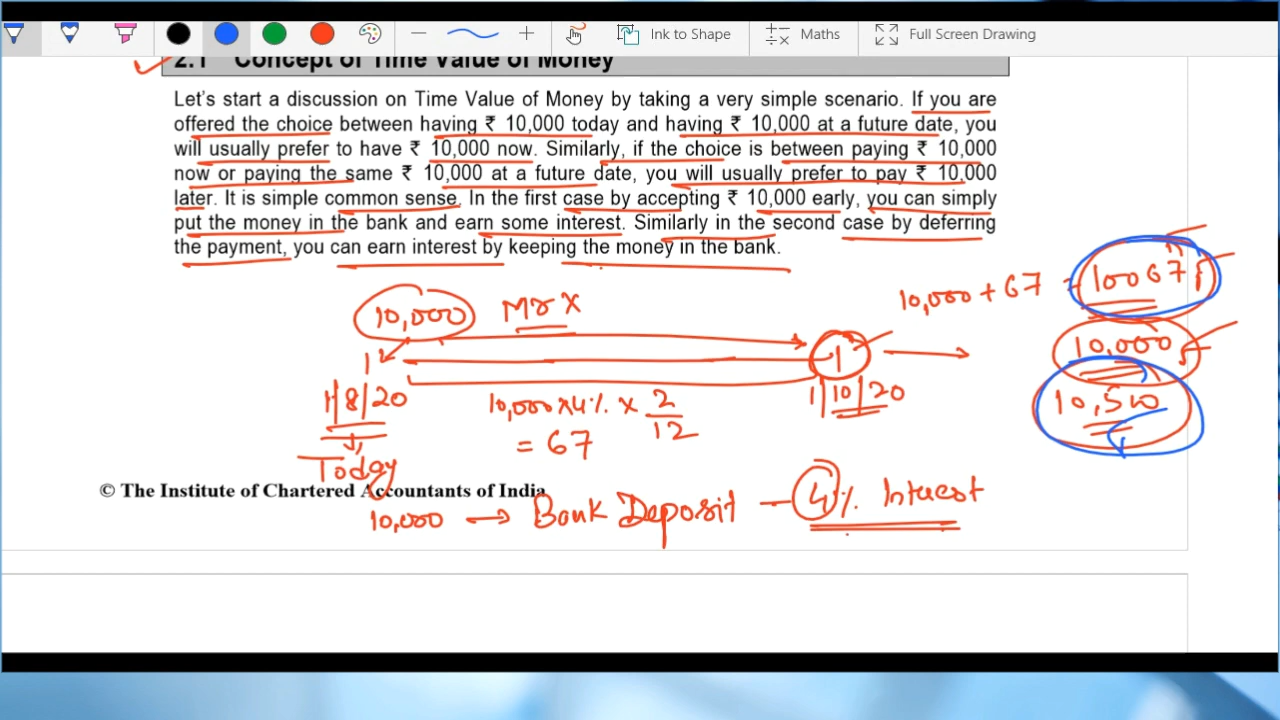 Ink to Shape Maths Full Screen Drawing
2.1 Concept of Time Value of Money
Let's start a discussion on Time Value of Money by taking a very simple scenario. If you are
offered the choice between having ₹ 10,000 today and having ₹ 10,000 at a future date, you
will usually prefer to have ₹ 10,000 now. Similarly, if the choice is between paying ₹ 10,000
now or paying the same ₹ 10,000 at a future date, you will usually prefer to pay ₹ 10,000
later. It is simple common sense. In the first case by accepting ₹ 10,000 early, you can simply
put the money in the bank and earn some interest. Similarly in the second case by deferring
the payment, you can earn interest by keeping the money in the bank.
10,000 Mr X
10,000 + 67 = 10067
1 1 10,000
1/8/20 10,000 x 4% x 2/12 1/10/20 10,500
= 67
Today
© The Institute of Chartered Accountants of India
10,000 → Bank Deposit - 4% Interest